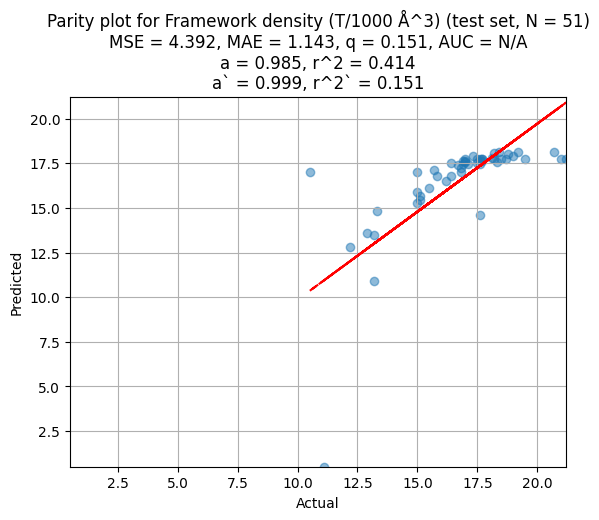 Parity plot for Framework density (T/1000 Å^3) (test set, N = 51)
MSE = 4.392, MAE = 1.143, q = 0.151, AUC = N/A
a = 0.985, r^2 = 0.414
a` = 0.999, r^2` = 0.151
20.0
17.5
15.0
12.5
10.0
7.5
5.0
2.5
Predicted
2.5 5.0 7.5 10.0 12.5 15.0 17.5 20.0
Actual